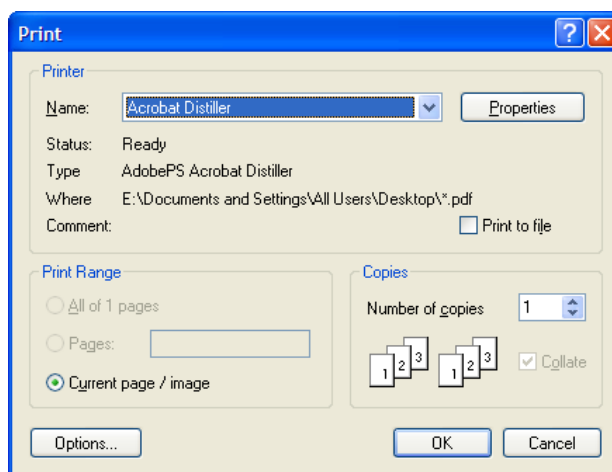 Print
Printer
Name: Acrobat Distiller Properties
Status: Ready
Type AdobePS Acrobat Distiller
Where E:\Documents and Settings\All Users\Desktop\*.pdf
Comment: Print to file
Print Range
All of 1 pages
Pages:
Current page / image
Copies
Number of copies 1
1 2 3 1 2 3 Collate
Options... OK Cancel